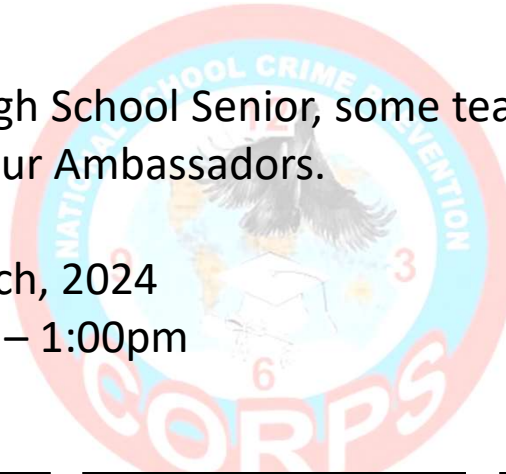 NATIONAL SCHOOL CRIME PREVENTION
12
gh School Senior, some tea
ur Ambassadors.
9
3
ch, 2024
– 1:00pm
6
CORPS